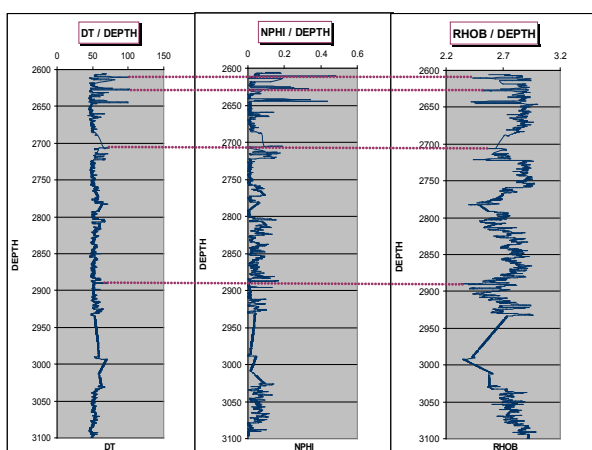 DT / DEPTH
NPHI / DEPTH
RHOB / DEPTH
0 50 100 150
0 0.2 0.4 0.6
2.2 2.7 3.2
2600
2650
2700
2750
2800
2850
2900
2950
3000
3050
3100
DEPTH
DT
2600
2650
2700
2750
2800
2850
2900
2950
3000
3050
3100
DEPTH
NPHI
2600
2650
2700
2750
2800
2850
2900
2950
3000
3050
3100
DEPTH
RHOB